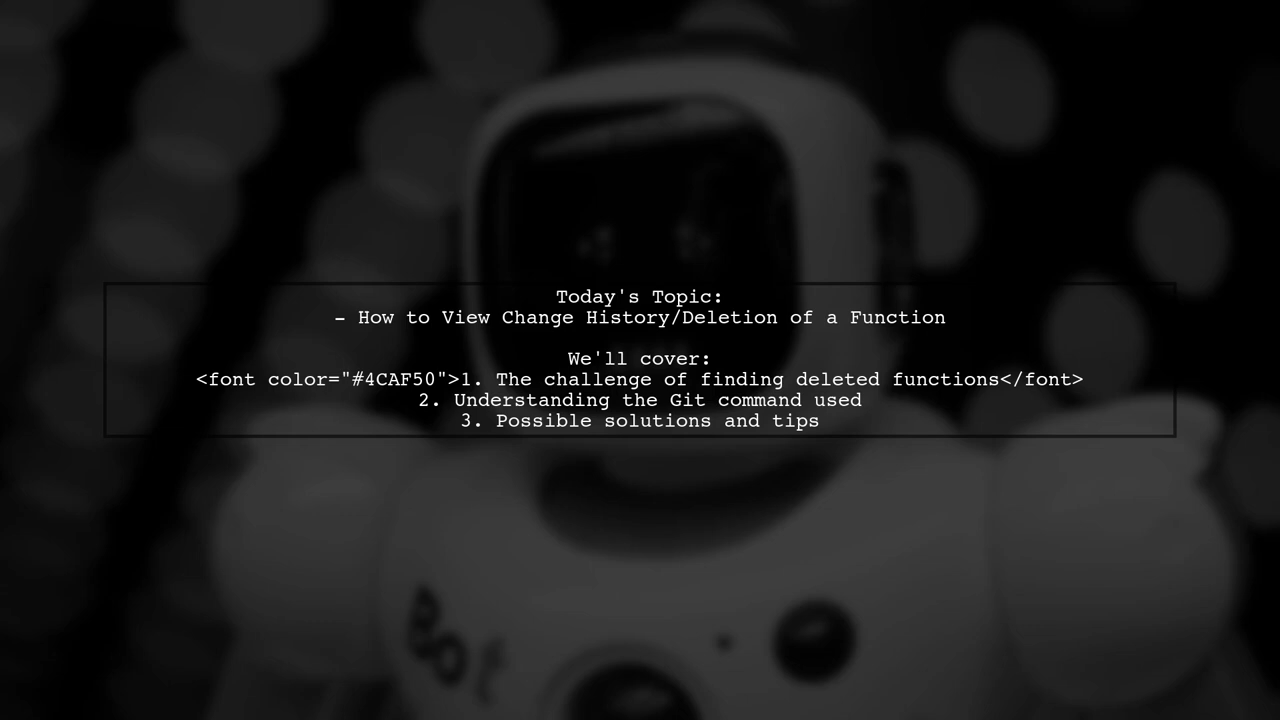 Today's Topic:
- How to View Change History/Deletion of a Function
We'll cover:
<font color="#4CAF50">1. The challenge of finding deleted functions</font>
2. Understanding the Git command used
3. Possible solutions and tips
Bot